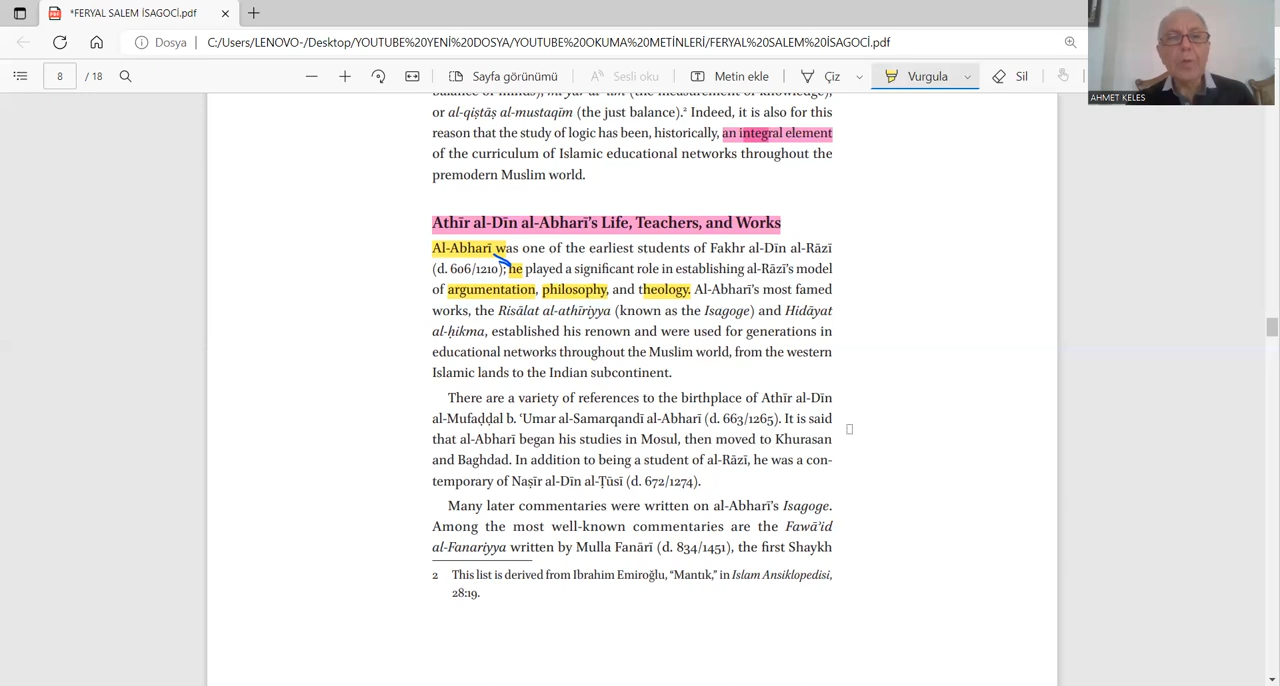 *FERYAL SALEM İSAGOCİ.pdf
Dosya C:/Users/LENOVO-/Desktop/YOUTUBE%20YENİ%20DOSYA/YOUTUBE%20OKUMA%20METİNLERİ/FERYAL%20SALEM%20İSAGOCİ.pdf
8 / 18 Sayfa görünümü Sesli oku Metin ekle Çiz Vurgula Sil
AHMET KELES
or al-qisṭāṣ al-mustaqīm (the just balance).² Indeed, it is also for this
reason that the study of logic has been, historically, an integral element
of the curriculum of Islamic educational networks throughout the
premodern Muslim world.
Athīr al-Dīn al-Abharī’s Life, Teachers, and Works
Al-Abharī was one of the earliest students of Fakhr al-Dīn al-Rāzī
(d. 606/1210); he played a significant role in establishing al-Rāzī’s model
of argumentation, philosophy, and theology. Al-Abharī’s most famed
works, the Risālat al-athīriyya (known as the Isagoge) and Hidāyat
al-ḥikma, established his renown and were used for generations in
educational networks throughout the Muslim world, from the western
Islamic lands to the Indian subcontinent.
There are a variety of references to the birthplace of Athīr al-Dīn
al-Mufaḍḍal b. ʿUmar al-Samarqandī al-Abharī (d. 663/1265). It is said
that al-Abharī began his studies in Mosul, then moved to Khurasan
and Baghdad. In addition to being a student of al-Rāzī, he was a con-
temporary of Naṣīr al-Dīn al-Ṭūsī (d. 672/1274).
Many later commentaries were written on al-Abharī’s Isagoge.
Among the most well-known commentaries are the Fawāʾid
al-Fanariyya written by Mulla Fanārī (d. 834/1451), the first Shaykh
2 This list is derived from Ibrahim Emiroğlu, “Mantık,” in Islam Ansiklopedisi,
28:19.